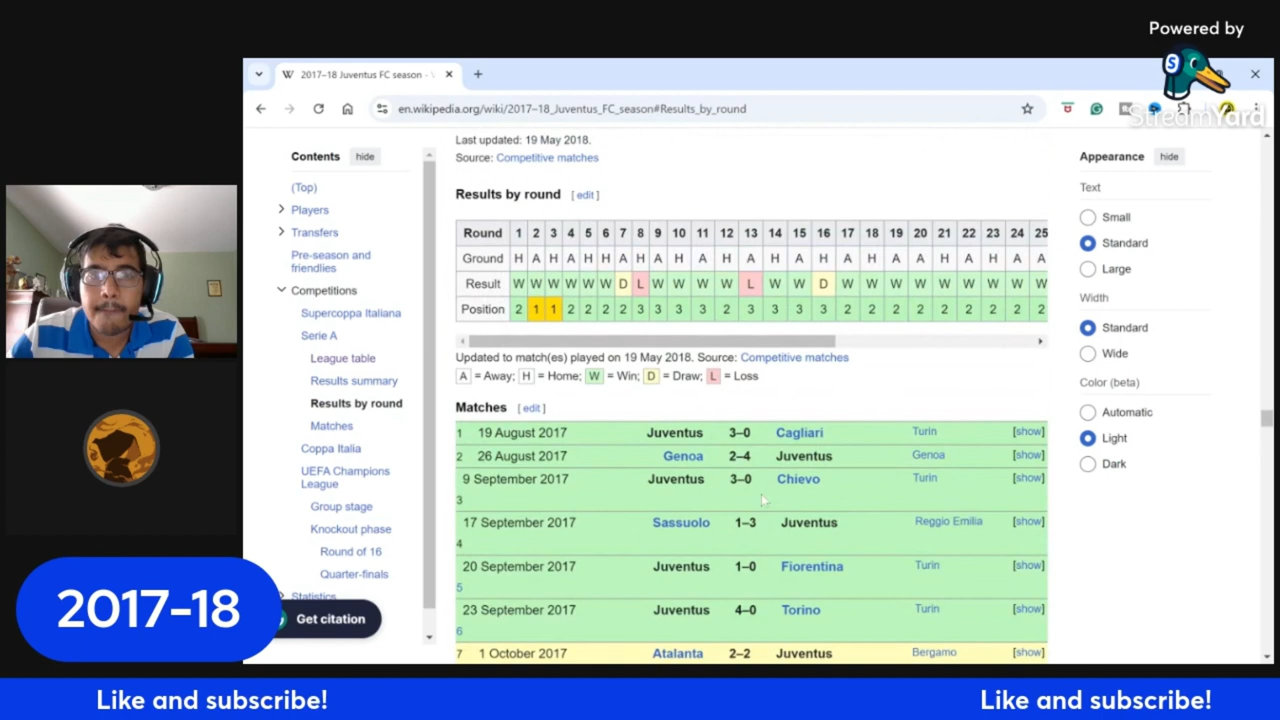 Powered by
StreamYard
2017–18 Juventus FC season -
en.wikipedia.org/wiki/2017–18_Juventus_FC_season#Results_by_round
Contents hide
(Top)
Players
Transfers
Pre-season and
friendlies
Competitions
Supercoppa Italiana
Serie A
League table
Results summary
Results by round
Matches
Coppa Italia
UEFA Champions
League
Group stage
Knockout phase
Round of 16
Quarter-finals
Statistics
Get citation
Last updated: 19 May 2018.
Source: Competitive matches
Results by round [ edit ]
Round 1 2 3 4 5 6 7 8 9 10 11 12 13 14 15 16 17 18 19 20 21 22 23 24 25
Ground H A H A H H A H A H A H A H A H A H A H A H A H A
Result W W W W W W D L W W W W L W W D W W W W W W W W W
Position 2 1 1 2 2 2 2 3 3 3 3 2 3 3 3 3 2 2 2 2 2 2 2 2 2
Updated to match(es) played on 19 May 2018. Source: Competitive matches
A = Away; H = Home; W = Win; D = Draw; L = Loss
Matches [ edit ]
1 19 August 2017 Juventus 3–0 Cagliari Turin [show]
2 26 August 2017 Genoa 2–4 Juventus Genoa [show]
9 September 2017 Juventus 3–0 Chievo Turin [show]
3
17 September 2017 Sassuolo 1–3 Juventus Reggio Emilia [show]
4
20 September 2017 Juventus 1–0 Fiorentina Turin [show]
5
23 September 2017 Juventus 4–0 Torino Turin [show]
6
7 1 October 2017 Atalanta 2–2 Juventus Bergamo [show]
Appearance hide
Text
Small
Standard
Large
Width
Standard
Wide
Color (beta)
Automatic
Light
Dark
2017–18
Like and subscribe! Like and subscribe!